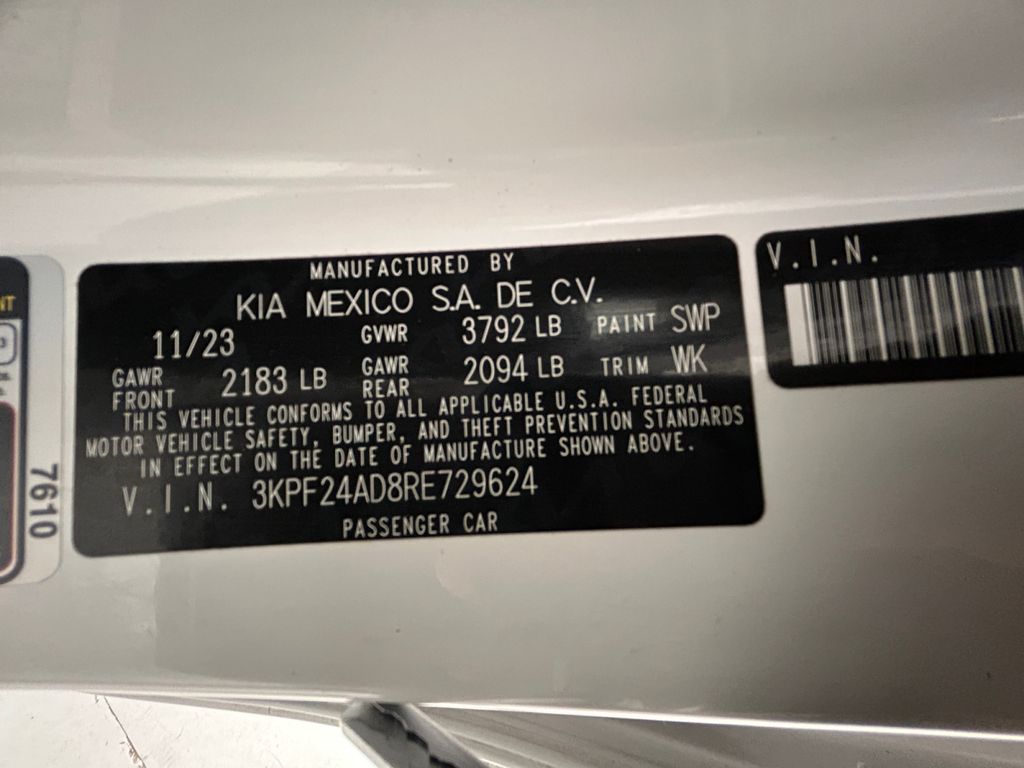 MANUFACTURED BY
KIA MEXICO S.A. DE C.V.
11/23 GVWR 3792 LB PAINT SWP
GAWR FRONT 2183 LB GAWR REAR 2094 LB TRIM WK
THIS VEHICLE CONFORMS TO ALL APPLICABLE U.S.A. FEDERAL
MOTOR VEHICLE SAFETY, BUMPER, AND THEFT PREVENTION STANDARDS
IN EFFECT ON THE DATE OF MANUFACTURE SHOWN ABOVE.
V.I.N. 3KPF24AD8RE729624
PASSENGER CAR
V.I.N.
7610